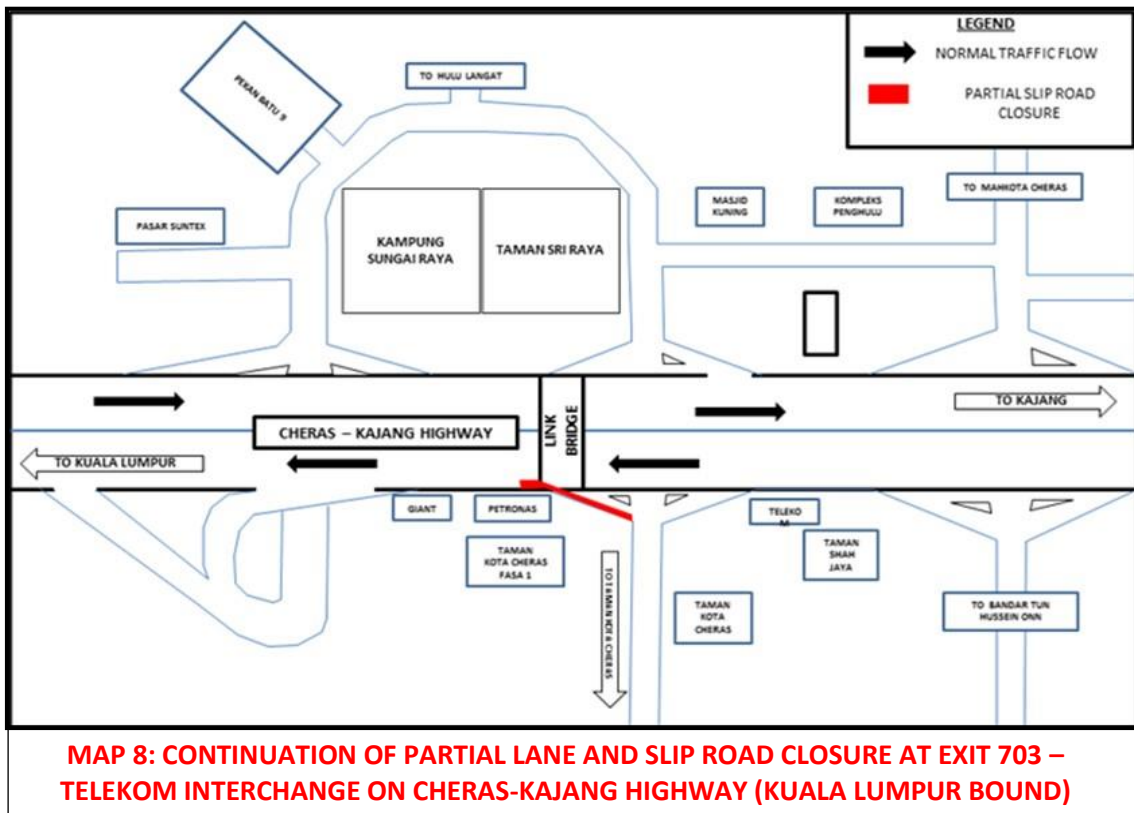 LEGEND
NORMAL TRAFFIC FLOW
PARTIAL SLIP ROAD
CLOSURE
PEKAN BATU 9
TO HULU LANGAT
PASAR SUNTEX
KAMPUNG
SUNGAI RAYA
TAMAN SRI RAYA
MASJID
KUNING
KOMPLEKS
PENGHULU
TO MAHKOTA CHERAS
TO KAJANG
CHERAS – KAJANG HIGHWAY
LINK
BRIDGE
TO KUALA LUMPUR
GIANT
PETRONAS
TAMAN
KOTA CHERAS
FASA 1
TO TAMAN KOTA CHERAS
TELEKO
M
TAMAN
SHAH
JAYA
TAMAN
KOTA
CHERAS
TO BANDAR TUN
HUSSEIN ONN
MAP 8: CONTINUATION OF PARTIAL LANE AND SLIP ROAD CLOSURE AT EXIT 703 –
TELEKOM INTERCHANGE ON CHERAS-KAJANG HIGHWAY (KUALA LUMPUR BOUND)